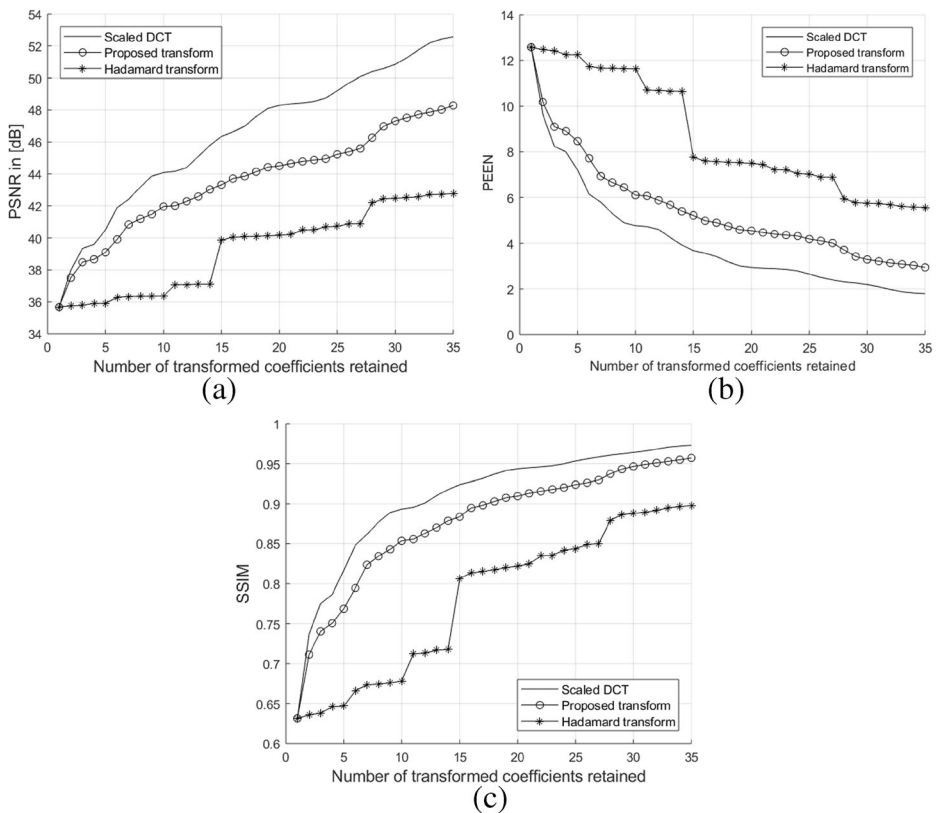 54
52
50
48
46
44
42
40
38
36
34
PSNR in [dB]
Scaled DCT
Proposed transform
Hadamard transform
0 5 10 15 20 25 30 35
Number of transformed coefficients retained
(a)
14
12
10
8
6
4
2
0
PEEN
Scaled DCT
Proposed transform
Hadamard transform
0 5 10 15 20 25 30 35
Number of transformed coefficients retained
(b)
1
0.95
0.9
0.85
0.8
0.75
0.7
0.65
0.6
SSIM
Scaled DCT
Proposed transform
Hadamard transform
0 5 10 15 20 25 30 35
Number of transformed coefficients retained
(c)